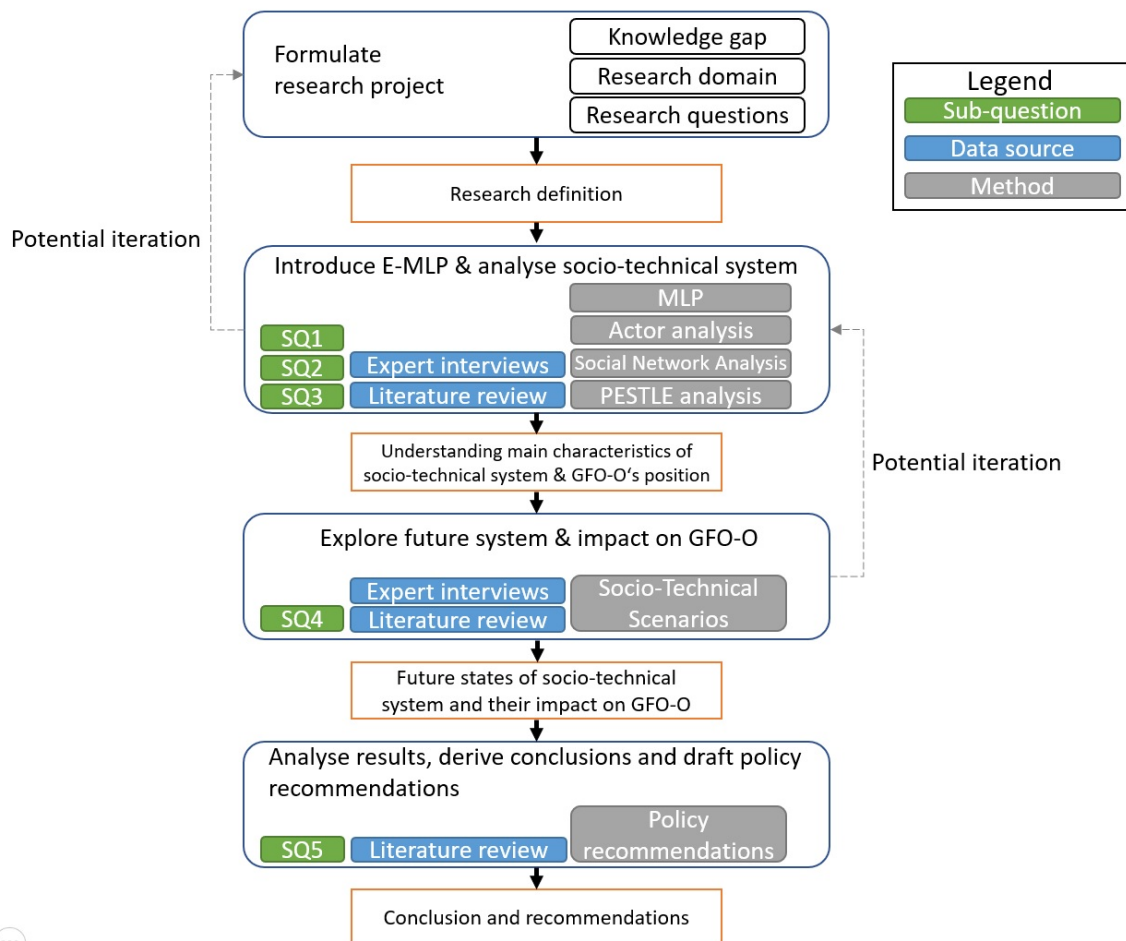 Formulate
research project
Knowledge gap
Research domain
Research questions
Legend
Sub-question
Data source
Method
Research definition
Potential iteration
Introduce E-MLP & analyse socio-technical system
MLP
Actor analysis
SQ1
SQ2
Expert interviews
Social Network Analysis
SQ3
Literature review
PESTLE analysis
Understanding main characteristics of
socio-technical system & GFO-O‘s position
Potential iteration
Explore future system & impact on GFO-O
Expert interviews
SQ4
Literature review
Socio-Technical
Scenarios
Future states of socio-technical
system and their impact on GFO-O
Analyse results, derive conclusions and draft policy
recommendations
SQ5
Literature review
Policy
recommendations
Conclusion and recommendations